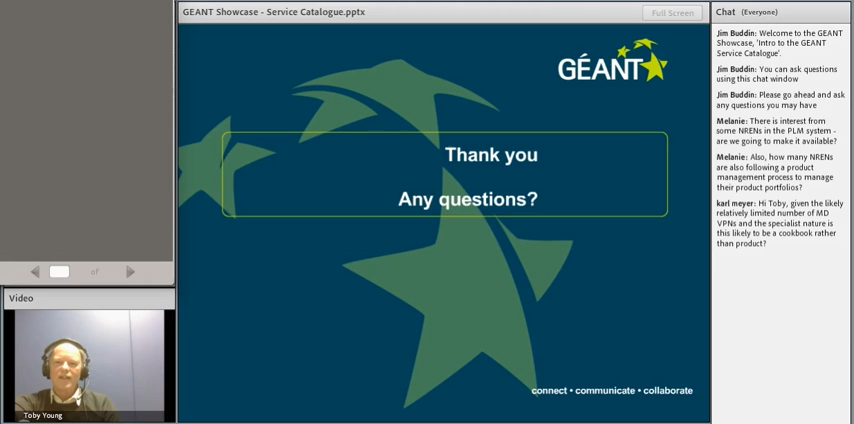 GEANT Showcase - Service Catalogue.pptx
Full Screen
GÉANT
Thank you
Any questions?
connect • communicate • collaborate
of
Video
Toby Young
Chat (Everyone)
Jim Buddin: Welcome to the GEANT
Showcase, 'Intro to the GEANT
Service Catalogue'.
Jim Buddin: You can ask questions
using this chat window
Jim Buddin: Please go ahead and ask
any questions you may have
Melanie: There is interest from
some NRENs in the PLM system -
are we going to make it available?
Melanie: Also, how many NRENs
are also following a product
management process to manage
their product portfolios?
karl meyer: Hi Toby, given the likely
relatively limited number of MD
VPNs and the specialist nature is
this likely to be a cookbook rather
than product?